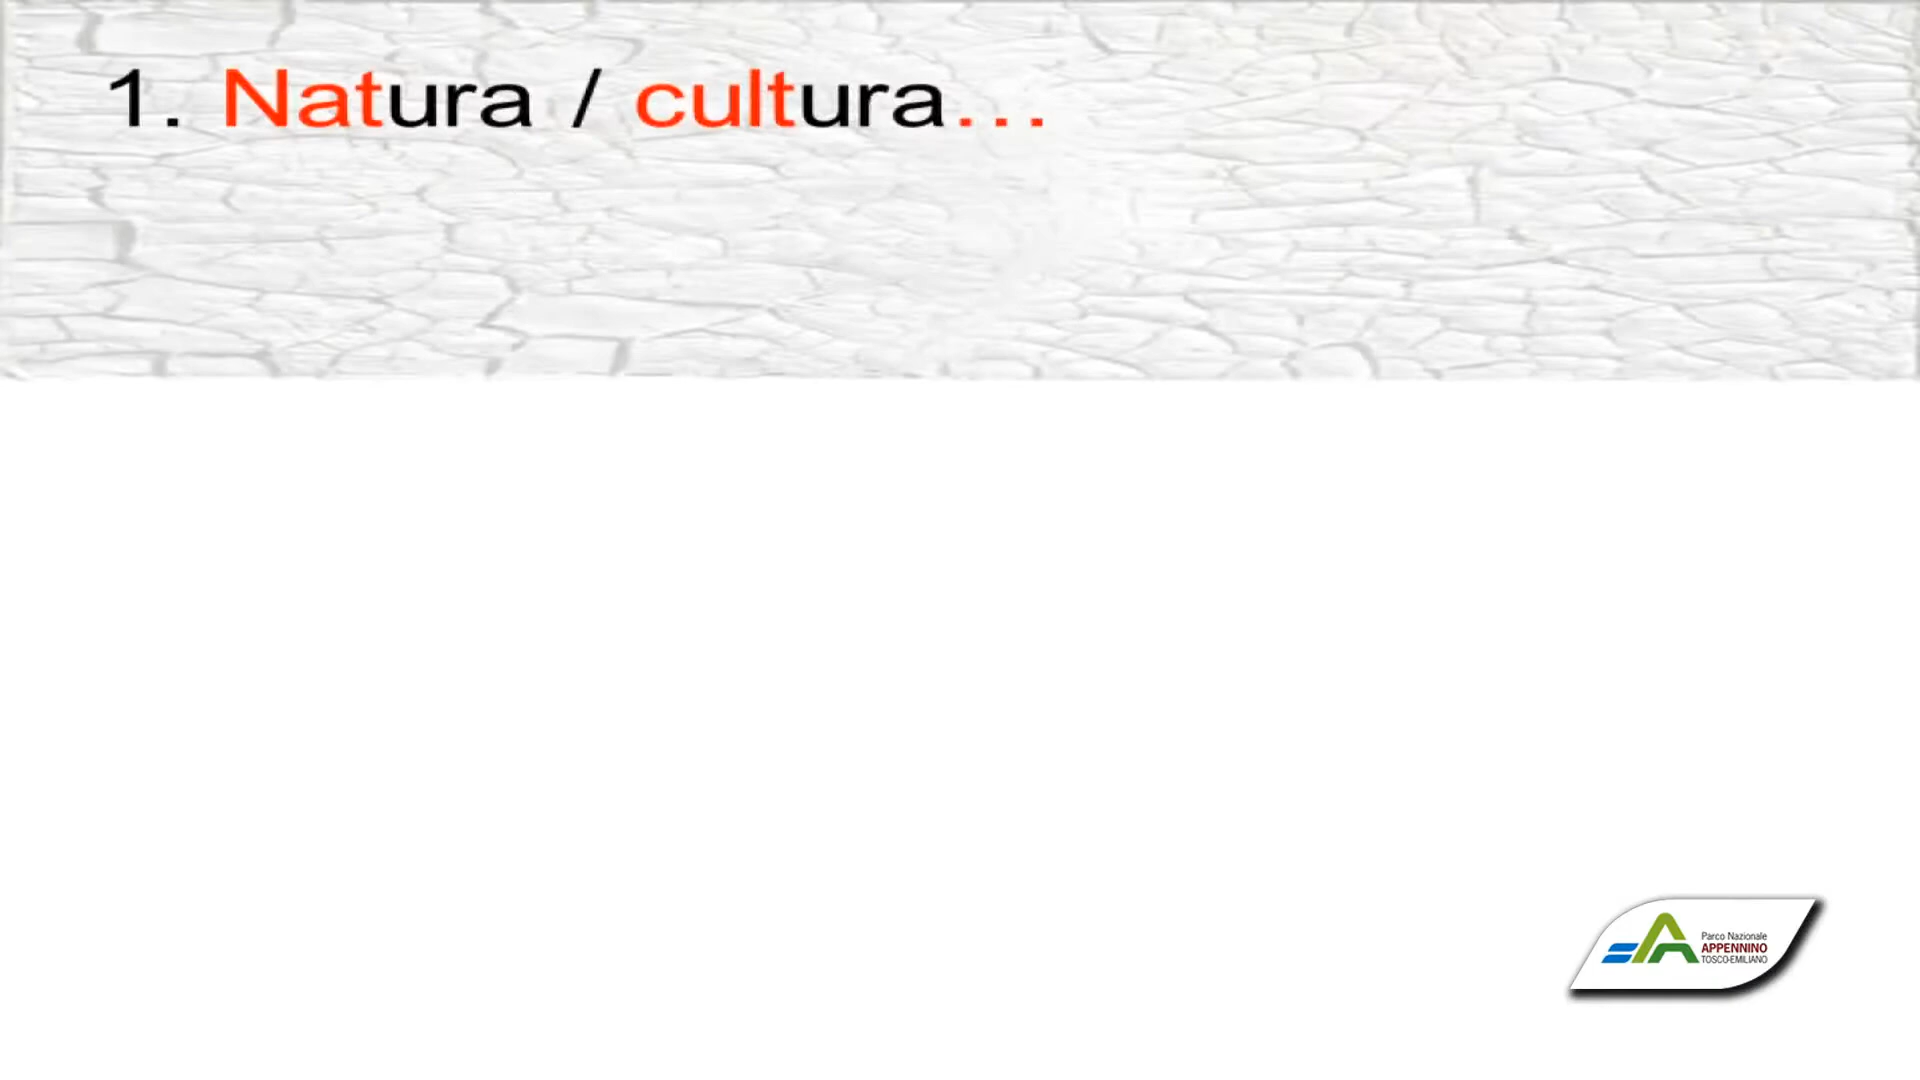 1. Natura / cultura...
Parco Nazionale
APPENNINO
TOSCO-EMILIANO